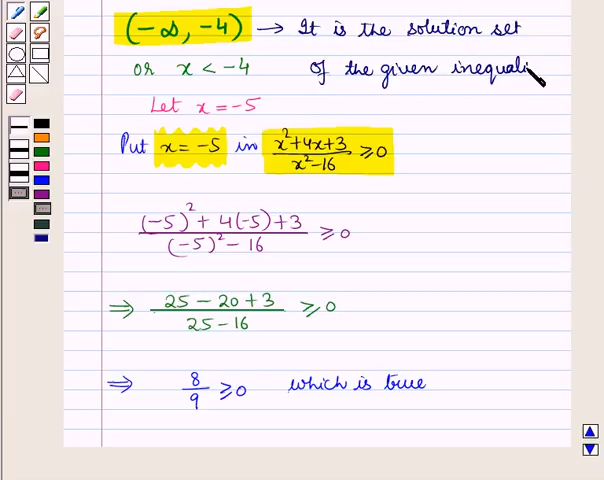 (-∞, -4) → It is the solution set
or x < -4 of the given inequali
Let x = -5
Put x = -5 in (x²+4x+3)/(x²-16) ≥ 0
((-5)² + 4(-5) + 3)/((-5)² - 16) ≥ 0
⇒ (25 - 20 + 3)/(25 - 16) ≥ 0
⇒ 8/9 ≥ 0 which is true